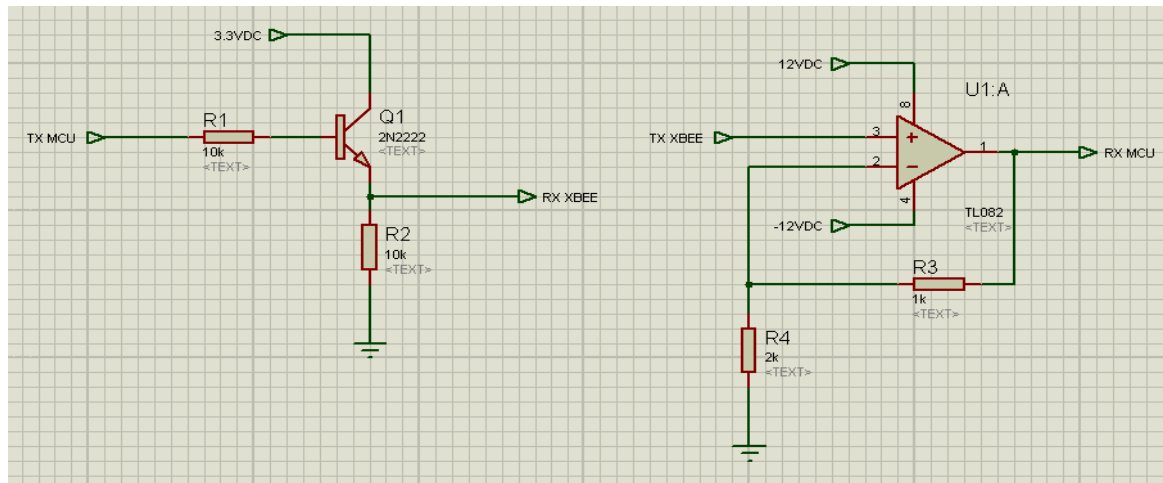 3.3VDC
TX MCU
R1
10k
<TEXT>
Q1
2N2222
<TEXT>
RX XBEE
R2
10k
<TEXT>
12VDC
U1:A
TX XBEE
3
2
8
4
1
+
−
RX MCU
-12VDC
TL082
<TEXT>
R3
1k
<TEXT>
R4
2k
<TEXT>